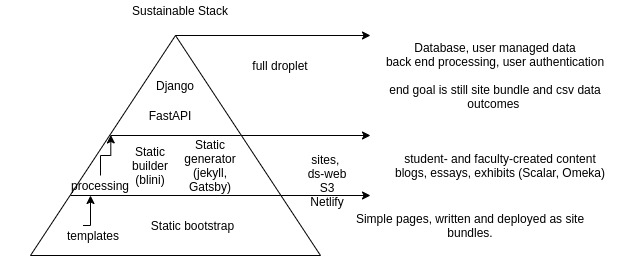 Sustainable Stack
full droplet
Database, user managed data
back end processing, user authentication
end goal is still site bundle and csv data
outcomes
Django
FastAPI
Static
builder
(blini)
Static
generator
(jekyll,
Gatsby)
processing
sites,
ds-web
S3
Netlify
student- and faculty-created content
blogs, essays, exhibits (Scalar, Omeka)
templates
Static bootstrap
Simple pages, written and deployed as site
bundles.